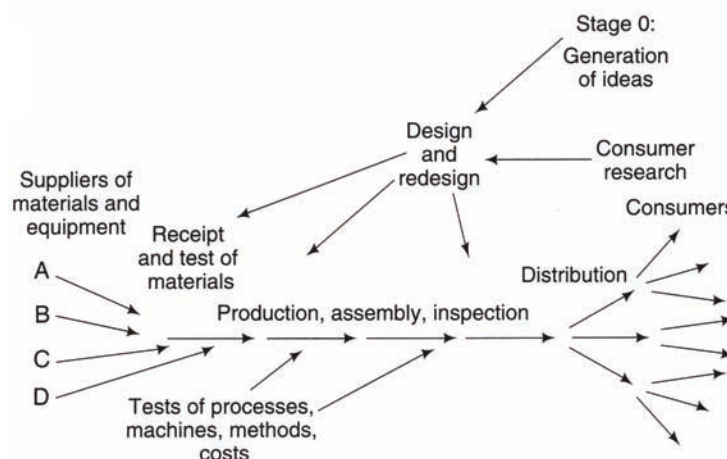 Stage 0:
Generation
of ideas
Design
and
redesign
Consumer
research
Suppliers of
materials and
equipment
Consumers
Receipt
and test of
materials
A
B
C
D
Distribution
Production, assembly, inspection
Tests of processes,
machines, methods,
costs